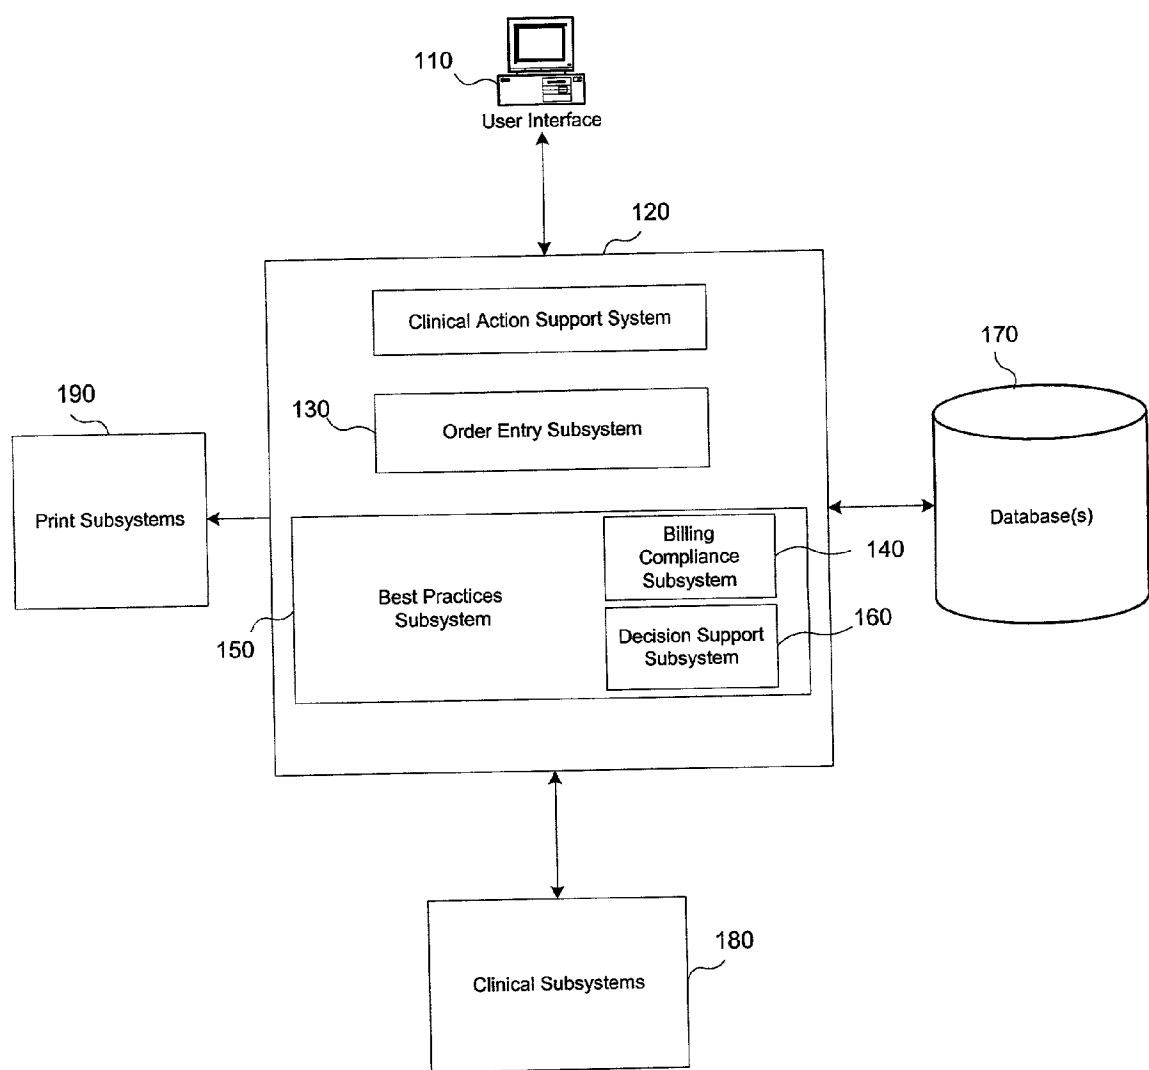 110
User Interface
120
Clinical Action Support System
170
190
130
Order Entry Subsystem
Print Subsystems
Database(s)
Billing
Compliance
Subsystem
140
Best Practices
Subsystem
150
160
Decision Support
Subsystem
180
Clinical Subsystems